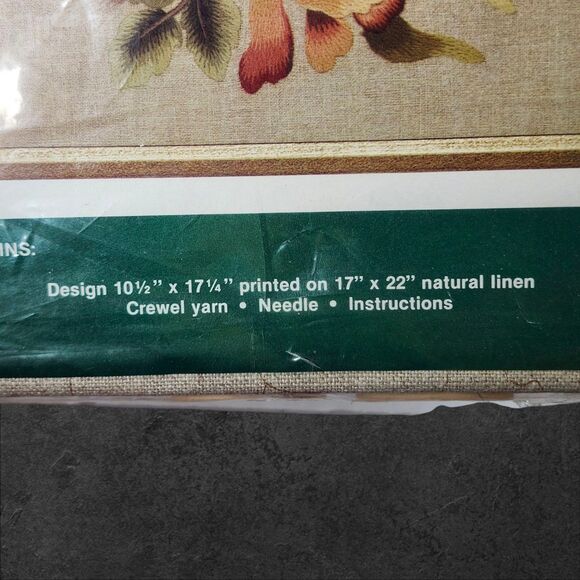 INS:
Design 10½" x 17¼" printed on 17" x 22" natural linen
Crewel yarn • Needle • Instructions